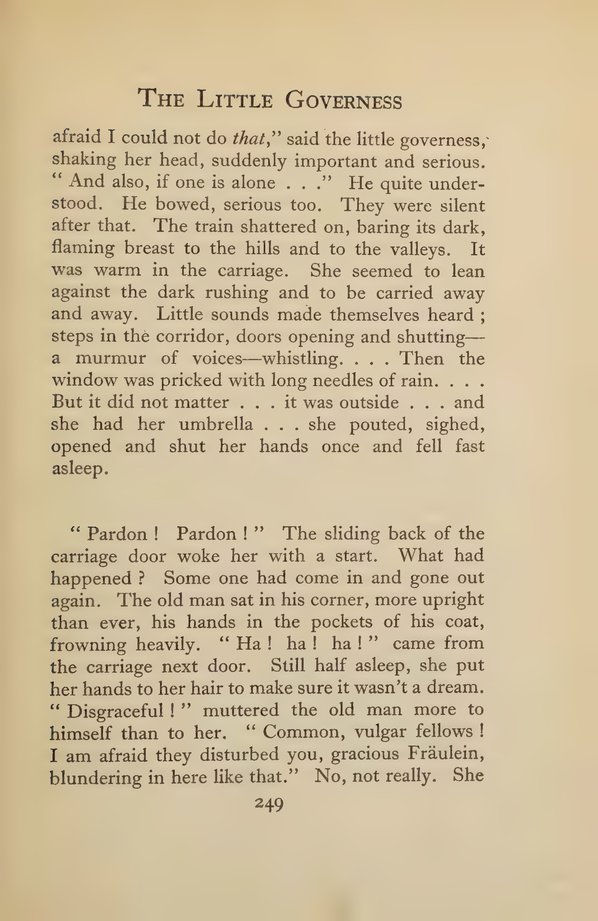 The Little Governess
afraid I could not do that," said the little governess,
shaking her head, suddenly important and serious.
" And also, if one is alone . . ." He quite under-
stood. He bowed, serious too. They were silent
after that. The train shattered on, baring its dark,
flaming breast to the hills and to the valleys. It
was warm in the carriage. She seemed to lean
against the dark rushing and to be carried away
and away. Little sounds made themselves heard ;
steps in the corridor, doors opening and shutting—
a murmur of voices—whistling. . . . Then the
window was pricked with long needles of rain. . . .
But it did not matter . . . it was outside . . . and
she had her umbrella . . . she pouted, sighed,
opened and shut her hands once and fell fast
asleep.
" Pardon ! Pardon ! " The sliding back of the
carriage door woke her with a start. What had
happened ? Some one had come in and gone out
again. The old man sat in his corner, more upright
than ever, his hands in the pockets of his coat,
frowning heavily. " Ha ! ha ! ha ! " came from
the carriage next door. Still half asleep, she put
her hands to her hair to make sure it wasn't a dream.
" Disgraceful ! " muttered the old man more to
himself than to her. " Common, vulgar fellows !
I am afraid they disturbed you, gracious Fräulein,
blundering in here like that." No, not really. She
249